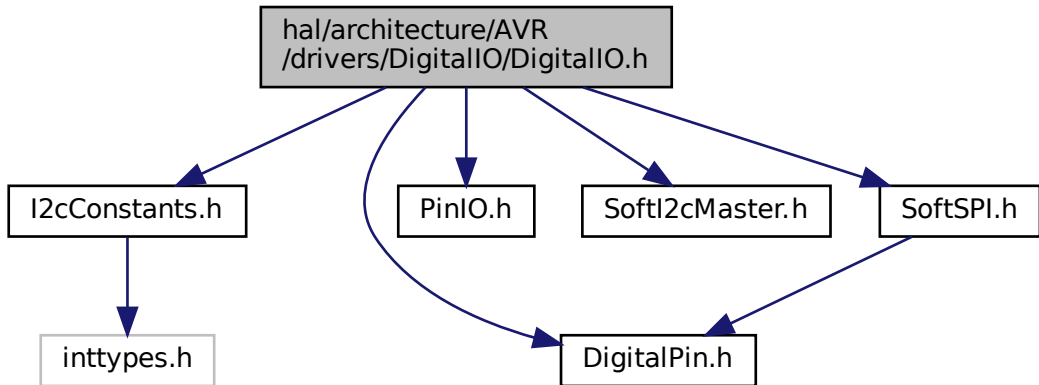 hal/architecture/AVR
/drivers/DigitalIO/DigitalIO.h
I2cConstants.h
PinIO.h
SoftI2cMaster.h
SoftSPI.h
inttypes.h
DigitalPin.h